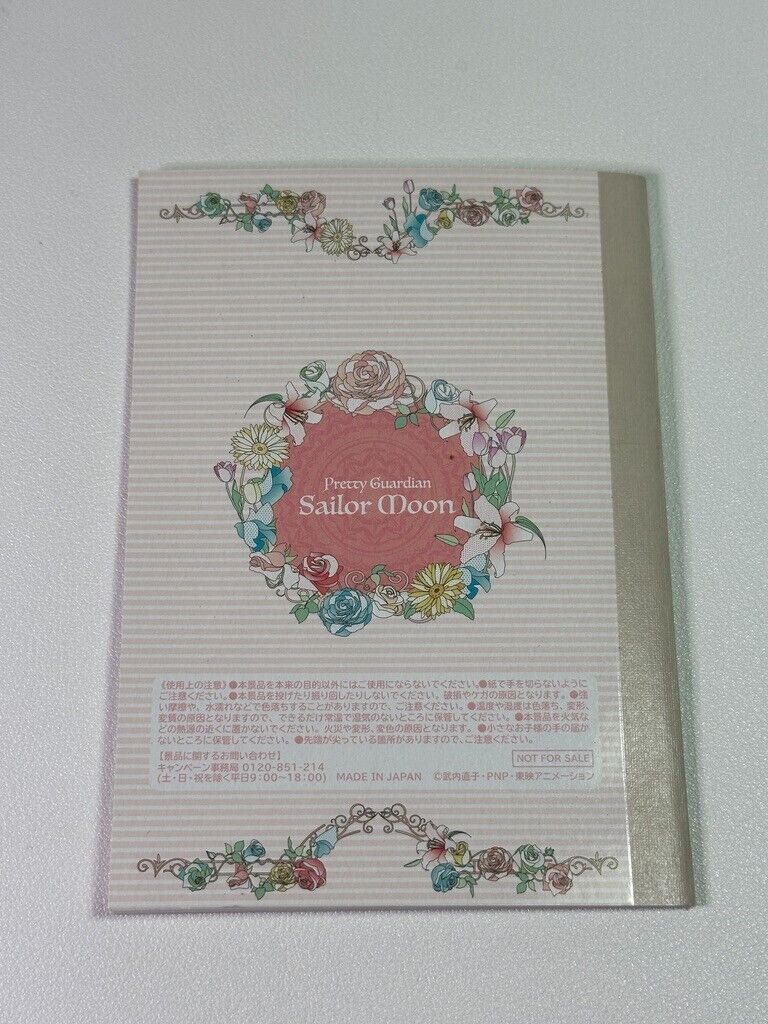 Pretty Guardian
Sailor Moon
《使用上の注意》●本景品を本来の目的以外にはご使用にならないでください。●紙で手を切らないように
ご注意ください。●本景品を投げたり振り回したりしないでください。破損やケガの原因となります。●強
い摩擦や、水濡れなどで色落ちすることがありますので、ご注意ください。●温度や湿度は色落ち、変形、
変質の原因となりますので、できるだけ常温で湿気のないところに保管してください。●本景品を火気な
どの熱源の近くに置かないでください。火災や変形、変色の原因となります。●小さなお子様の手の届か
ないところに保管してください。●先端が尖っている箇所がありますので、ご注意ください。
【景品に関するお問い合わせ】
NOT FOR SALE
キャンペーン事務局 0120-851-214
(土・日・祝を除く平日9:00~18:00) MADE IN JAPAN ©武内直子・PNP・東映アニメーション